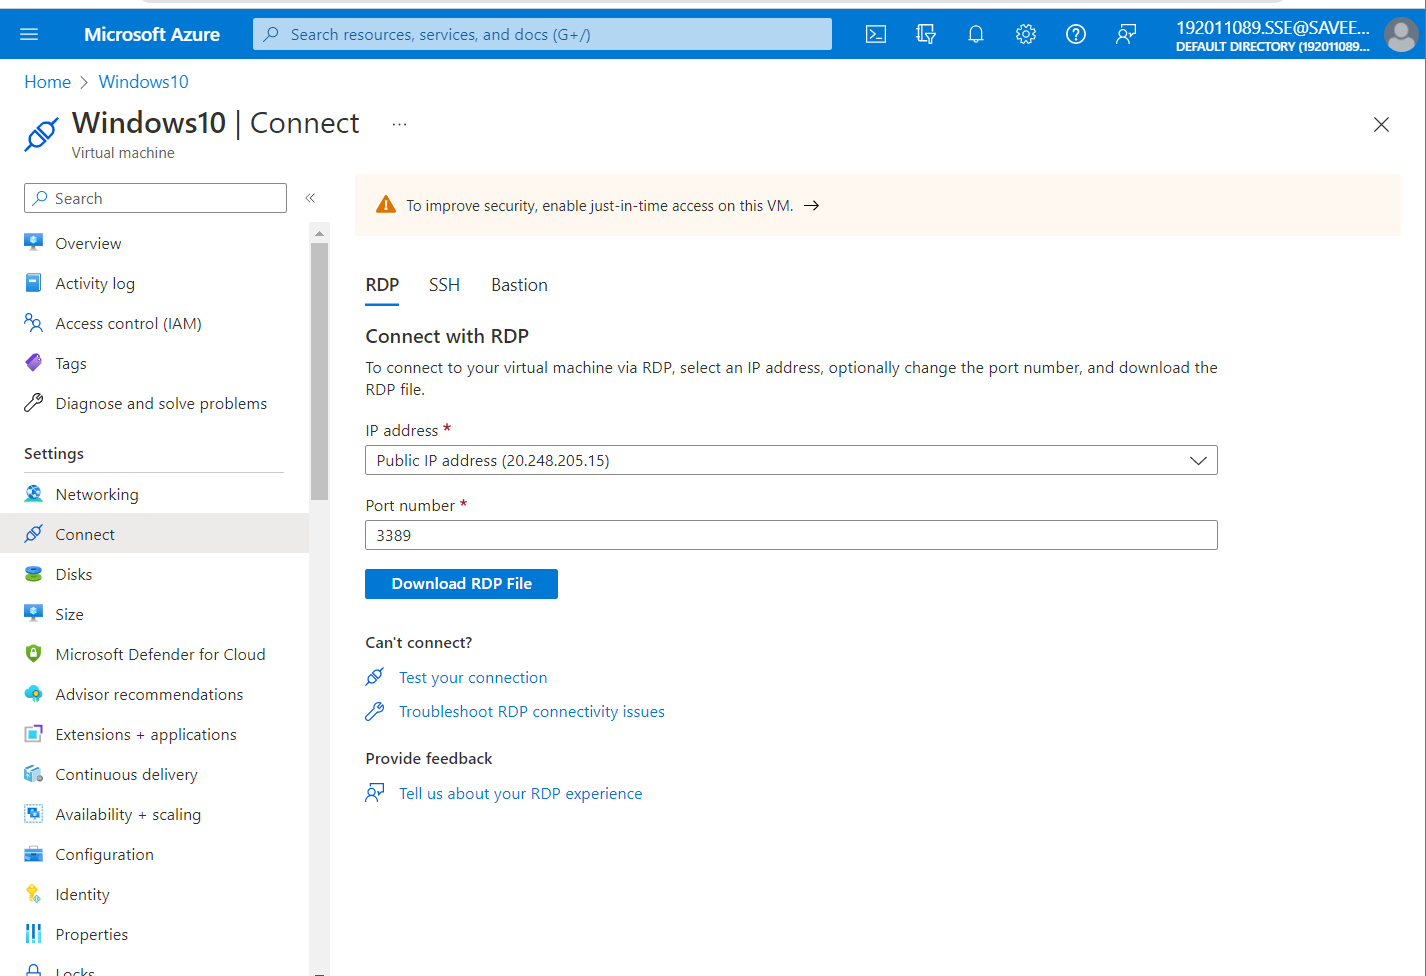 Microsoft Azure
Search resources, services, and docs (G+/)
192011089.SSE@SAVEE...
DEFAULT DIRECTORY (192011089...
Home > Windows10
Windows10 | Connect ...
Virtual machine
Search
«
To improve security, enable just-in-time access on this VM. →
Overview
Activity log
Access control (IAM)
Tags
Diagnose and solve problems
Settings
Networking
Connect
Disks
Size
Microsoft Defender for Cloud
Advisor recommendations
Extensions + applications
Continuous delivery
Availability + scaling
Configuration
Identity
Properties
Locks
RDP SSH Bastion
Connect with RDP
To connect to your virtual machine via RDP, select an IP address, optionally change the port number, and download the
RDP file.
IP address *
Public IP address (20.248.205.15)
Port number *
3389
Download RDP File
Can't connect?
Test your connection
Troubleshoot RDP connectivity issues
Provide feedback
Tell us about your RDP experience